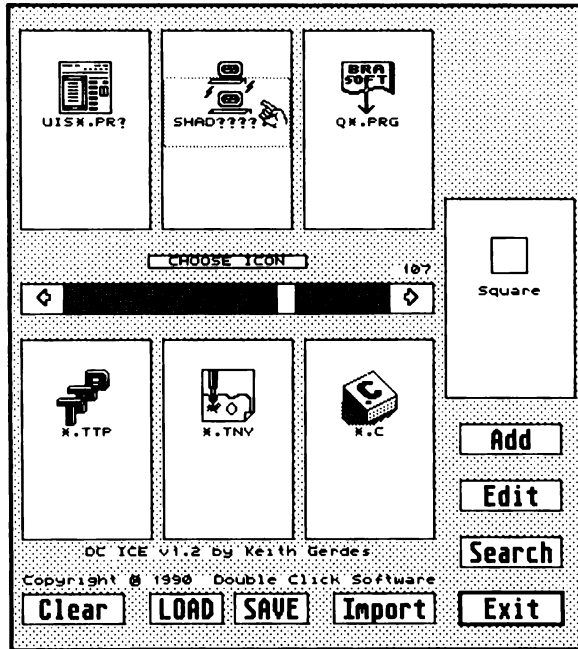 BRA
SOFT
UIS*.PR?
SHAD????
Q*.PRG
CHOOSE ICON
107
Square
TTP
C
*.TTP
*.TNY
*.C
Add
Edit
DC ICE v1.2 by Keith Gerdes
Search
Copyright © 1990 Double Click Software
Clear
LOAD
SAVE
Import
Exit